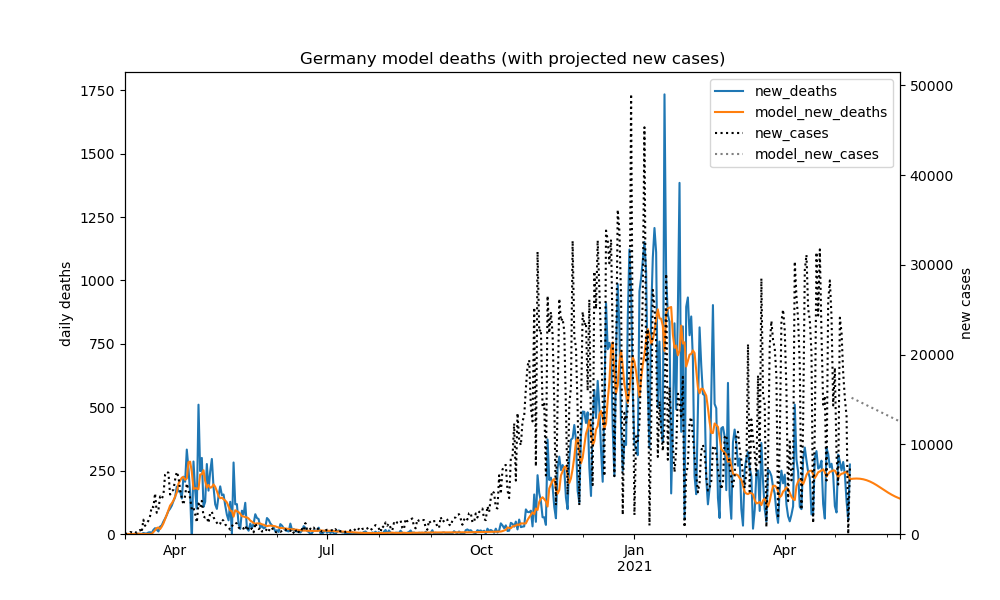 Germany model deaths (with projected new cases)
new_deaths
model_new_deaths
new_cases
model_new_cases
daily deaths
1750
1500
1250
1000
750
500
250
0
50000
40000
30000
20000
10000
0
new cases
Apr
Jul
Oct
Jan
2021
Apr